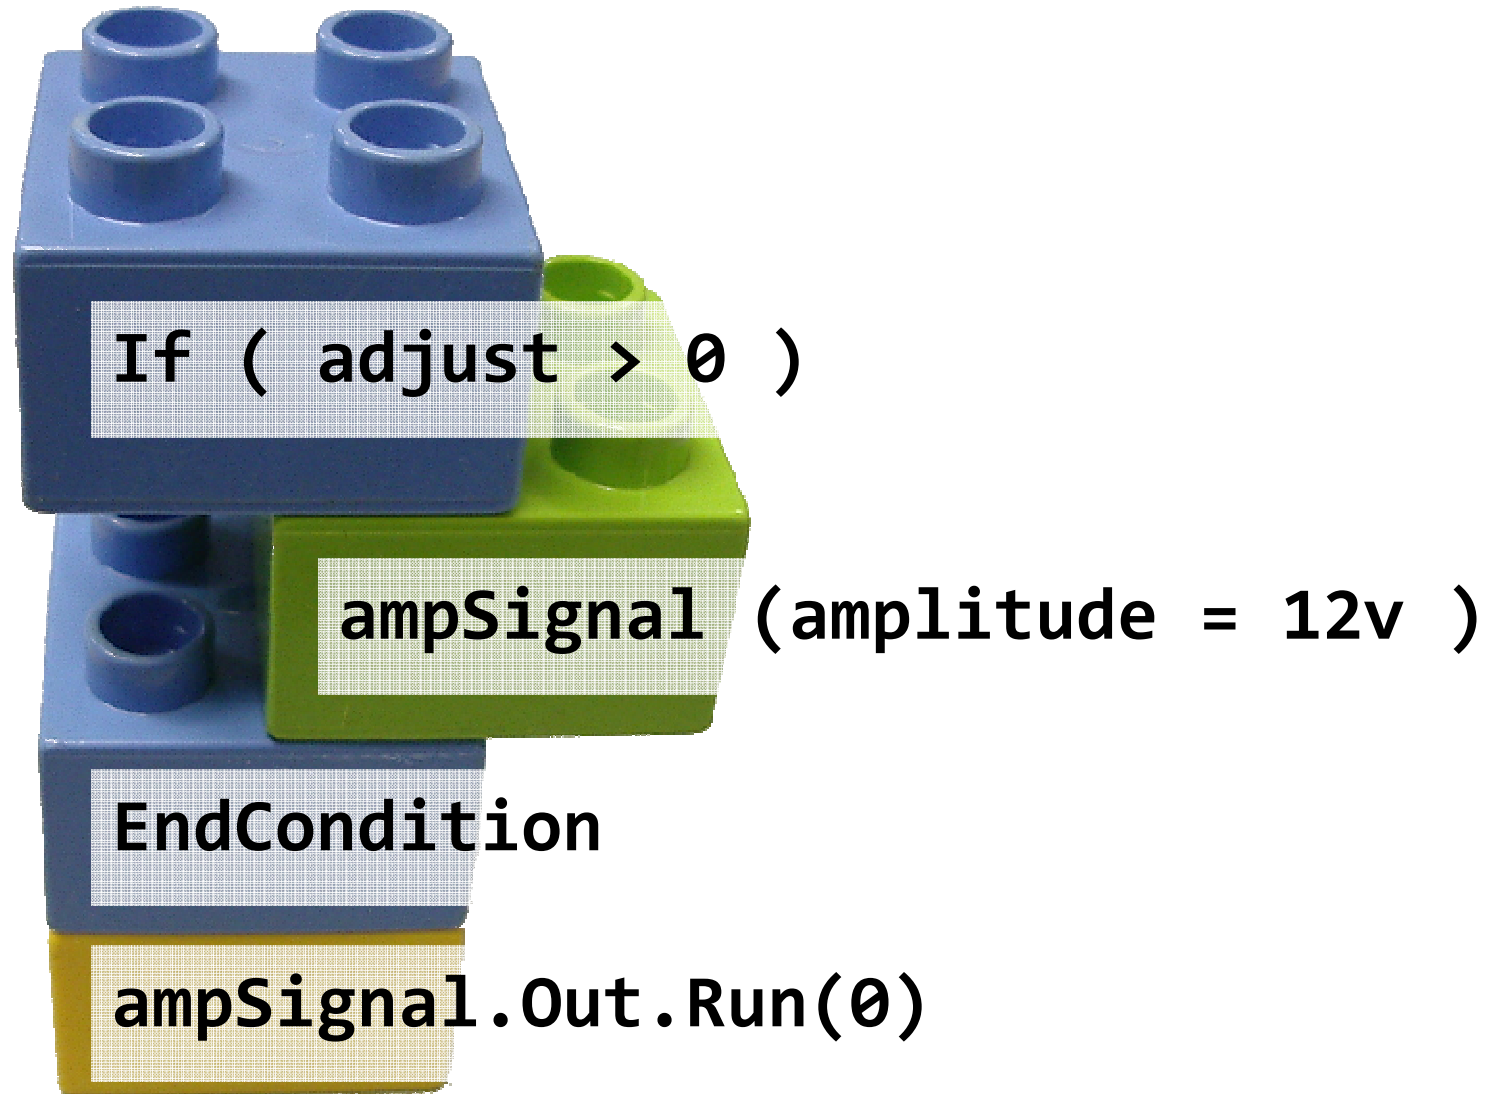 If ( adjust > 0 )
ampSignal (amplitude = 12v )
EndCondition
ampSignal.Out.Run(0)